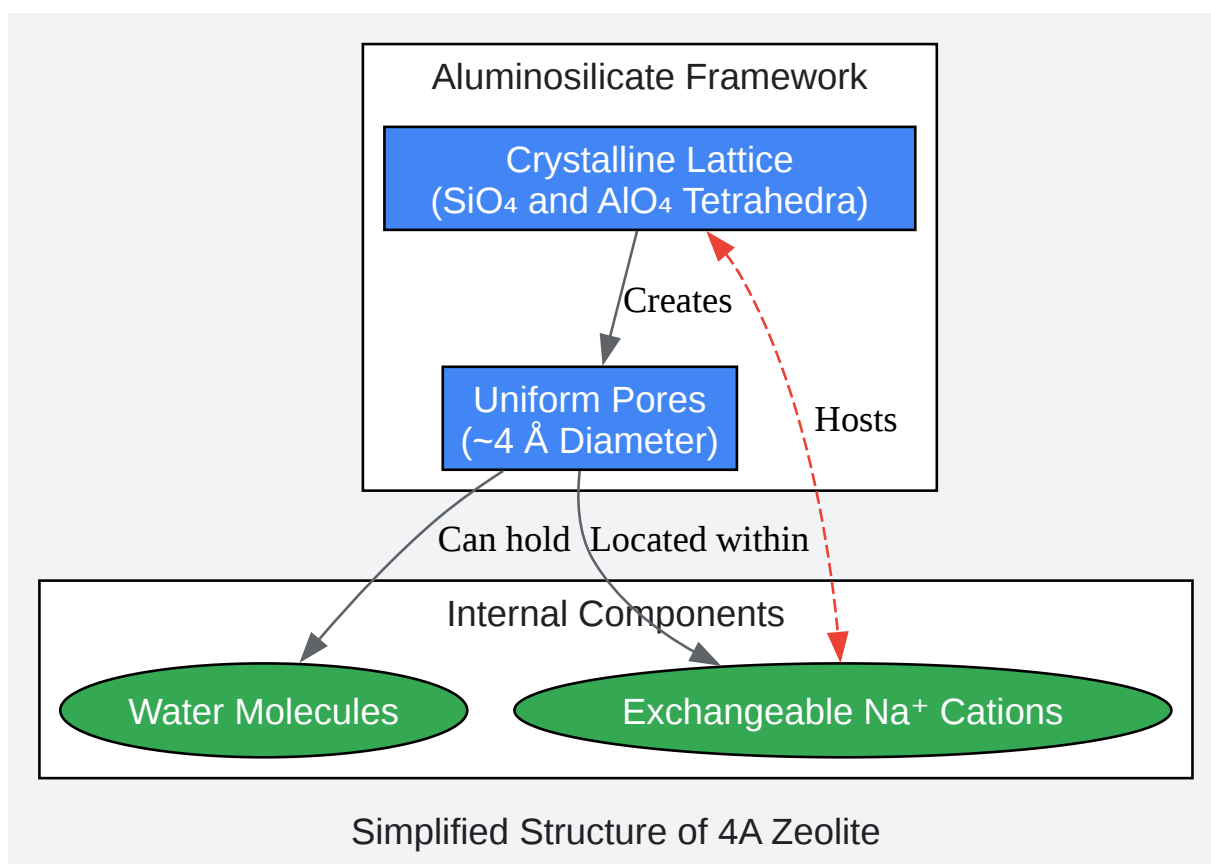 Aluminosilicate Framework
Crystalline Lattice
(SiO₄ and AlO₄ Tetrahedra)
Creates
Uniform Pores
(~4 Å Diameter)
Hosts
Can hold
Located within
Internal Components
Water Molecules
Exchangeable Na⁺ Cations
Simplified Structure of 4A Zeolite